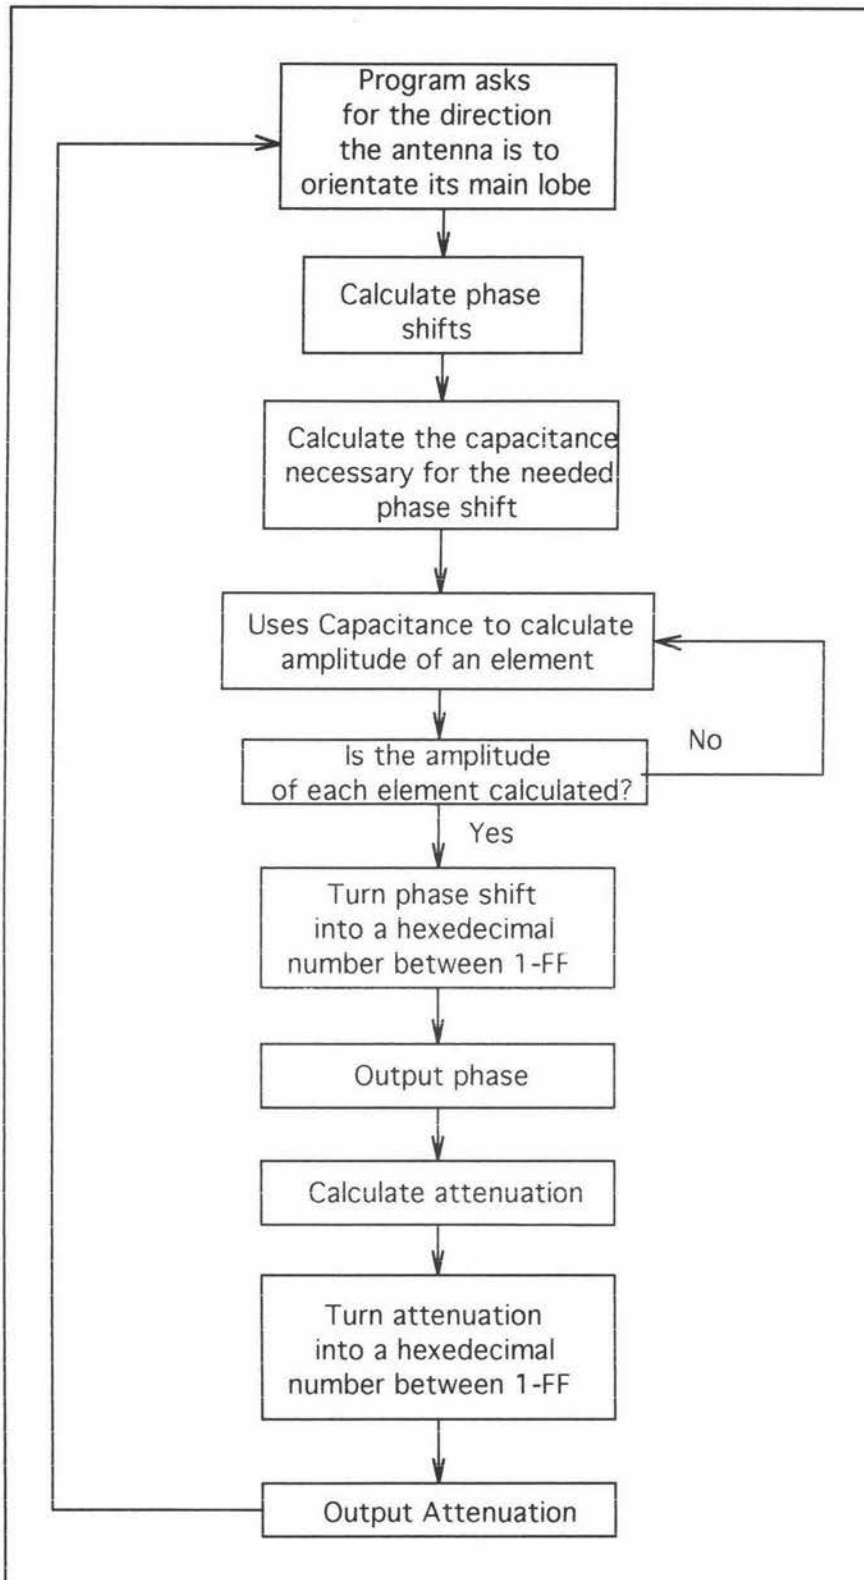 Program asks
for the direction
the antenna is to
orientate its main lobe
Calculate phase
shifts
Calculate the capacitance
necessary for the needed
phase shift
Uses Capacitance to calculate
amplitude of an element
Is the amplitude
of each element calculated?
No
Yes
Turn phase shift
into a hexedecimal
number between 1-FF
Output phase
Calculate attenuation
Turn attenuation
into a hexedecimal
number between 1-FF
Output Attenuation